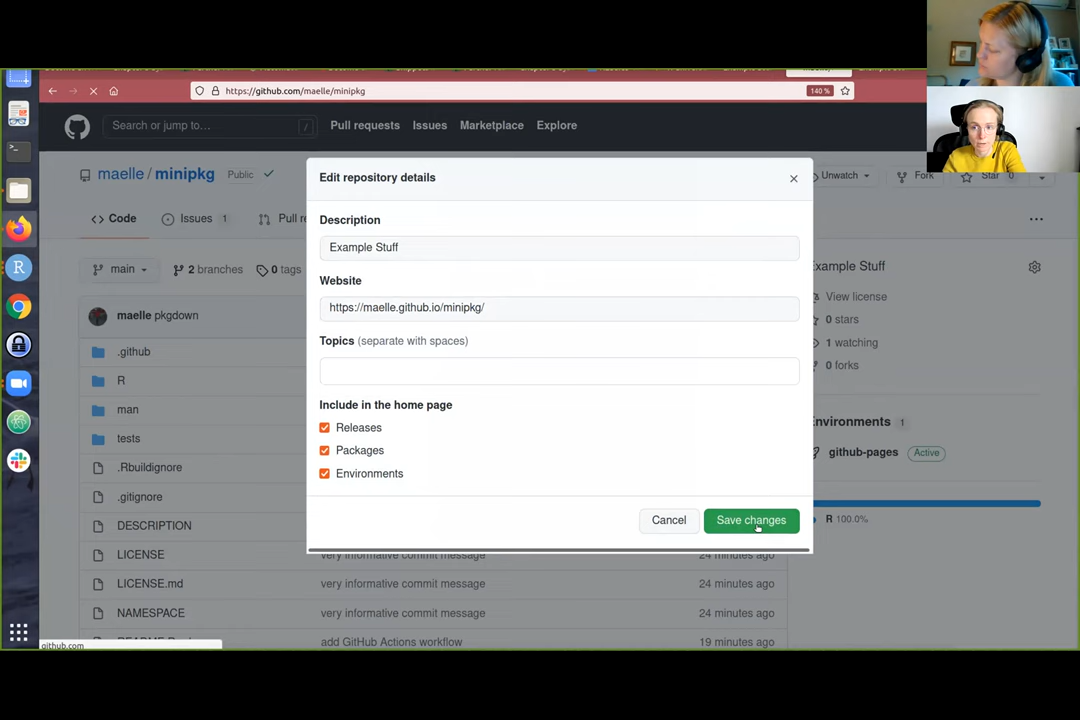 https://github.com/maelle/minipkg
140 %
Search or jump to…
/
Pull requests
Issues
Marketplace
Explore
maelle / minipkg
Public
Unwatch
Fork
Star
0
Code
Issues
1
Pull r
main
2 branches
0 tags
maelle pkgdown
.github
R
man
tests
.Rbuildignore
.gitignore
DESCRIPTION
LICENSE
very informative commit message
24 minutes ago
LICENSE.md
very informative commit message
24 minutes ago
NAMESPACE
very informative commit message
24 minutes ago
add GitHub Actions workflow
19 minutes ago
github.com
Edit repository details
Description
Example Stuff
Website
https://maelle.github.io/minipkg/
Topics (separate with spaces)
Include in the home page
Releases
Packages
Environments
Cancel
Save changes
Example Stuff
View license
0 stars
1 watching
0 forks
Environments
1
github-pages
Active
R 100.0%